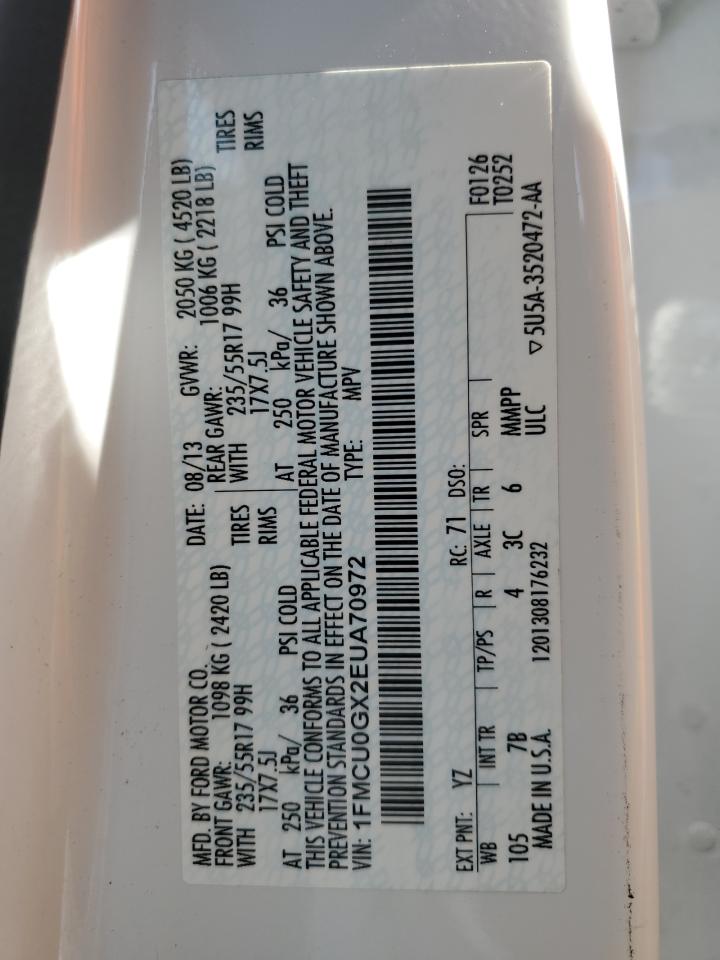 MFD. BY FORD MOTOR CO. DATE: 08/13 GVWR: 2050 KG ( 4520 LB)
FRONT GAWR: 1098 KG ( 2420 LB) REAR GAWR: 1006 KG ( 2218 LB)
WITH 235/55R17 99H TIRES WITH 235/55R17 99H TIRES
17X7.5J RIMS 17X7.5J RIMS
AT 250 kPa/ 36 PSI COLD AT 250 kPa/ 36 PSI COLD
THIS VEHICLE CONFORMS TO ALL APPLICABLE FEDERAL MOTOR VEHICLE SAFETY AND THEFT
PREVENTION STANDARDS IN EFFECT ON THE DATE OF MANUFACTURE SHOWN ABOVE.
VIN: 1FMCU0GX2EUA70972 TYPE: MPV
EXT PNT: YZ RC: 71 DSO: F0126
WB INT TR TP/PS R AXLE TR SPR T0252
105 7B 4 3C 6 MMPP
MADE IN U.S.A. 1201308176232 ULC ▽5U5A-3520472-AA